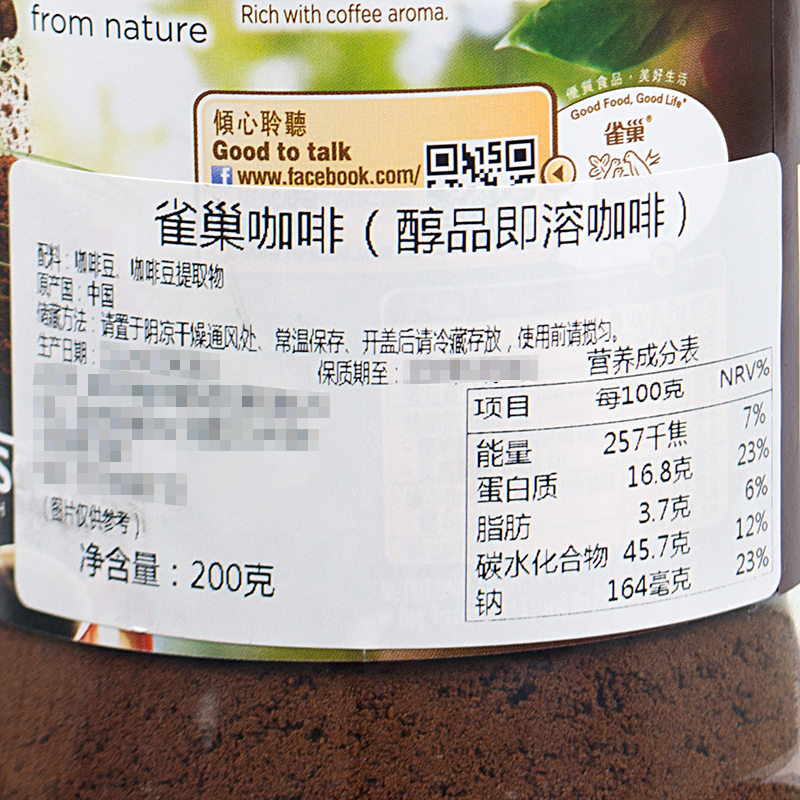 from nature
Rich with coffee aroma.
優質食品，美好生活
Good Food, Good Life®
雀巢®
傾心聆聽
Good to talk
www.facebook.com/
雀巢咖啡（醇品即溶咖啡）
配料：咖啡豆、咖啡豆提取物
原产国：中国
储藏方法：请置于阴凉干燥通风处、常温保存、开盖后请冷藏存放，使用前请搅匀。
生产日期：
保质期至：
（图片仅供参考）
净含量：200克
营养成分表
项目 每100克 NRV%
能量 257千焦 7%
蛋白质 16.8克 23%
脂肪 3.7克 6%
碳水化合物 45.7克 12%
钠 164毫克 23%